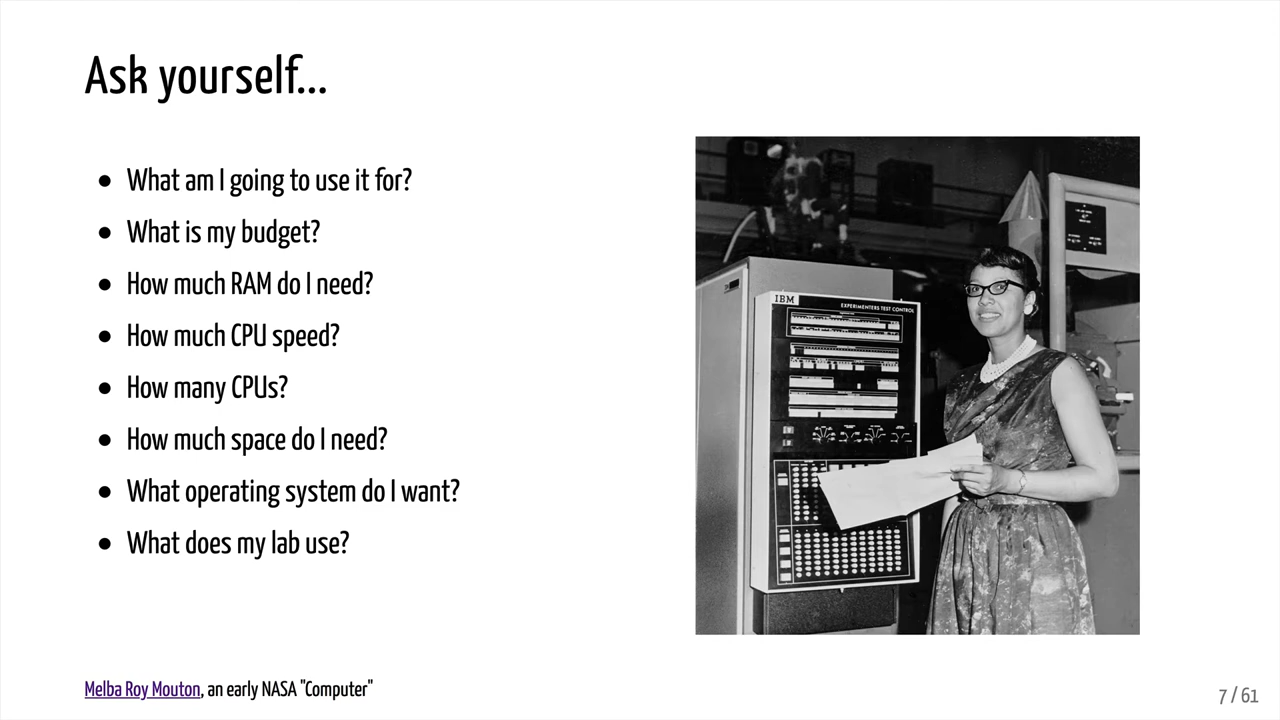 Ask yourself...
What am I going to use it for?
What is my budget?
How much RAM do I need?
How much CPU speed?
How many CPUs?
How much space do I need?
What operating system do I want?
What does my lab use?
IBM
EXPERIMENTERS TEST CONTROL
Melba Roy Mouton, an early NASA "Computer"
7 / 61